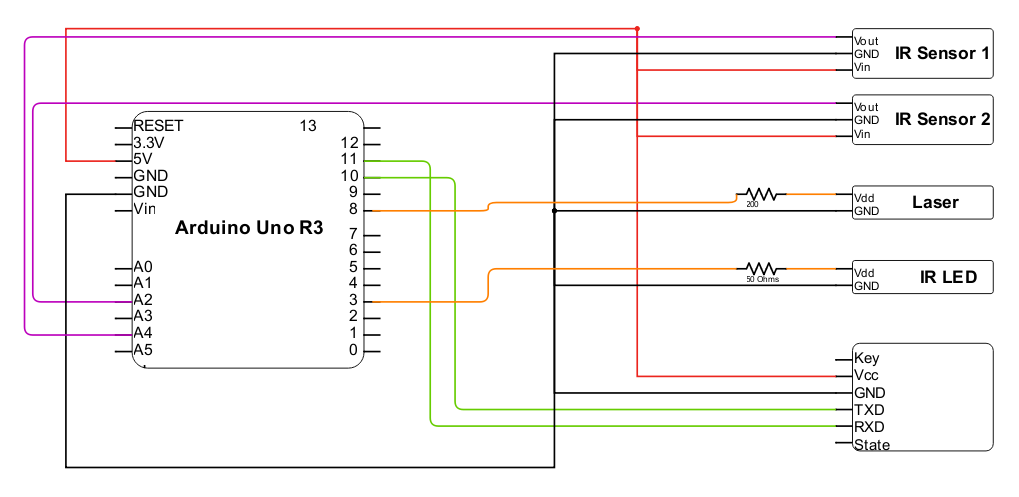 RESET
3.3V
5V
GND
GND
Vin
A0
A1
A2
A3
A4
A5
Arduino Uno R3
13
12
11
10
9
8
7
6
5
4
3
2
1
0
Vout
GND
Vin
IR Sensor 1
Vout
GND
Vin
IR Sensor 2
200
Vdd
GND
Laser
50 Ohms
Vdd
GND
IR LED
Key
Vcc
GND
TXD
RXD
State